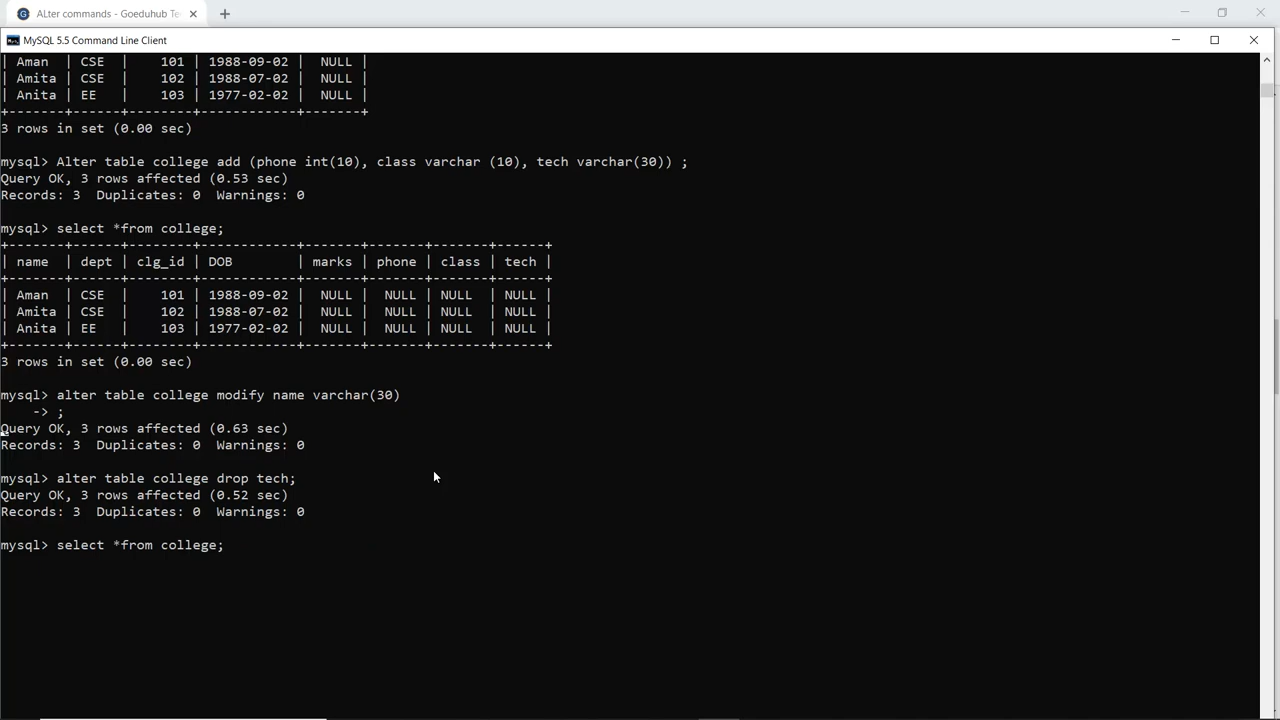 ALter commands - Goeduhub Te
MySQL 5.5 Command Line Client
| Aman  | CSE  |    101 | 1988-09-02 |  NULL |
| Amita | CSE  |    102 | 1988-07-02 |  NULL |
| Anita | EE   |    103 | 1977-02-02 |  NULL |
+-------+------+--------+------------+-------+
3 rows in set (0.00 sec)
mysql> Alter table college add (phone int(10), class varchar (10), tech varchar(30)) ;
Query OK, 3 rows affected (0.53 sec)
Records: 3  Duplicates: 0  Warnings: 0
mysql> select *from college;
+-------+------+--------+------------+-------+-------+-------+------+
| name  | dept | clg_id | DOB        | marks | phone | class | tech |
+-------+------+--------+------------+-------+-------+-------+------+
| Aman  | CSE  |    101 | 1988-09-02 |  NULL |  NULL | NULL  | NULL |
| Amita | CSE  |    102 | 1988-07-02 |  NULL |  NULL | NULL  | NULL |
| Anita | EE   |    103 | 1977-02-02 |  NULL |  NULL | NULL  | NULL |
+-------+------+--------+------------+-------+-------+-------+------+
3 rows in set (0.00 sec)
mysql> alter table college modify name varchar(30)
    -> ;
Query OK, 3 rows affected (0.63 sec)
Records: 3  Duplicates: 0  Warnings: 0
mysql> alter table college drop tech;
Query OK, 3 rows affected (0.52 sec)
Records: 3  Duplicates: 0  Warnings: 0
mysql> select *from college;